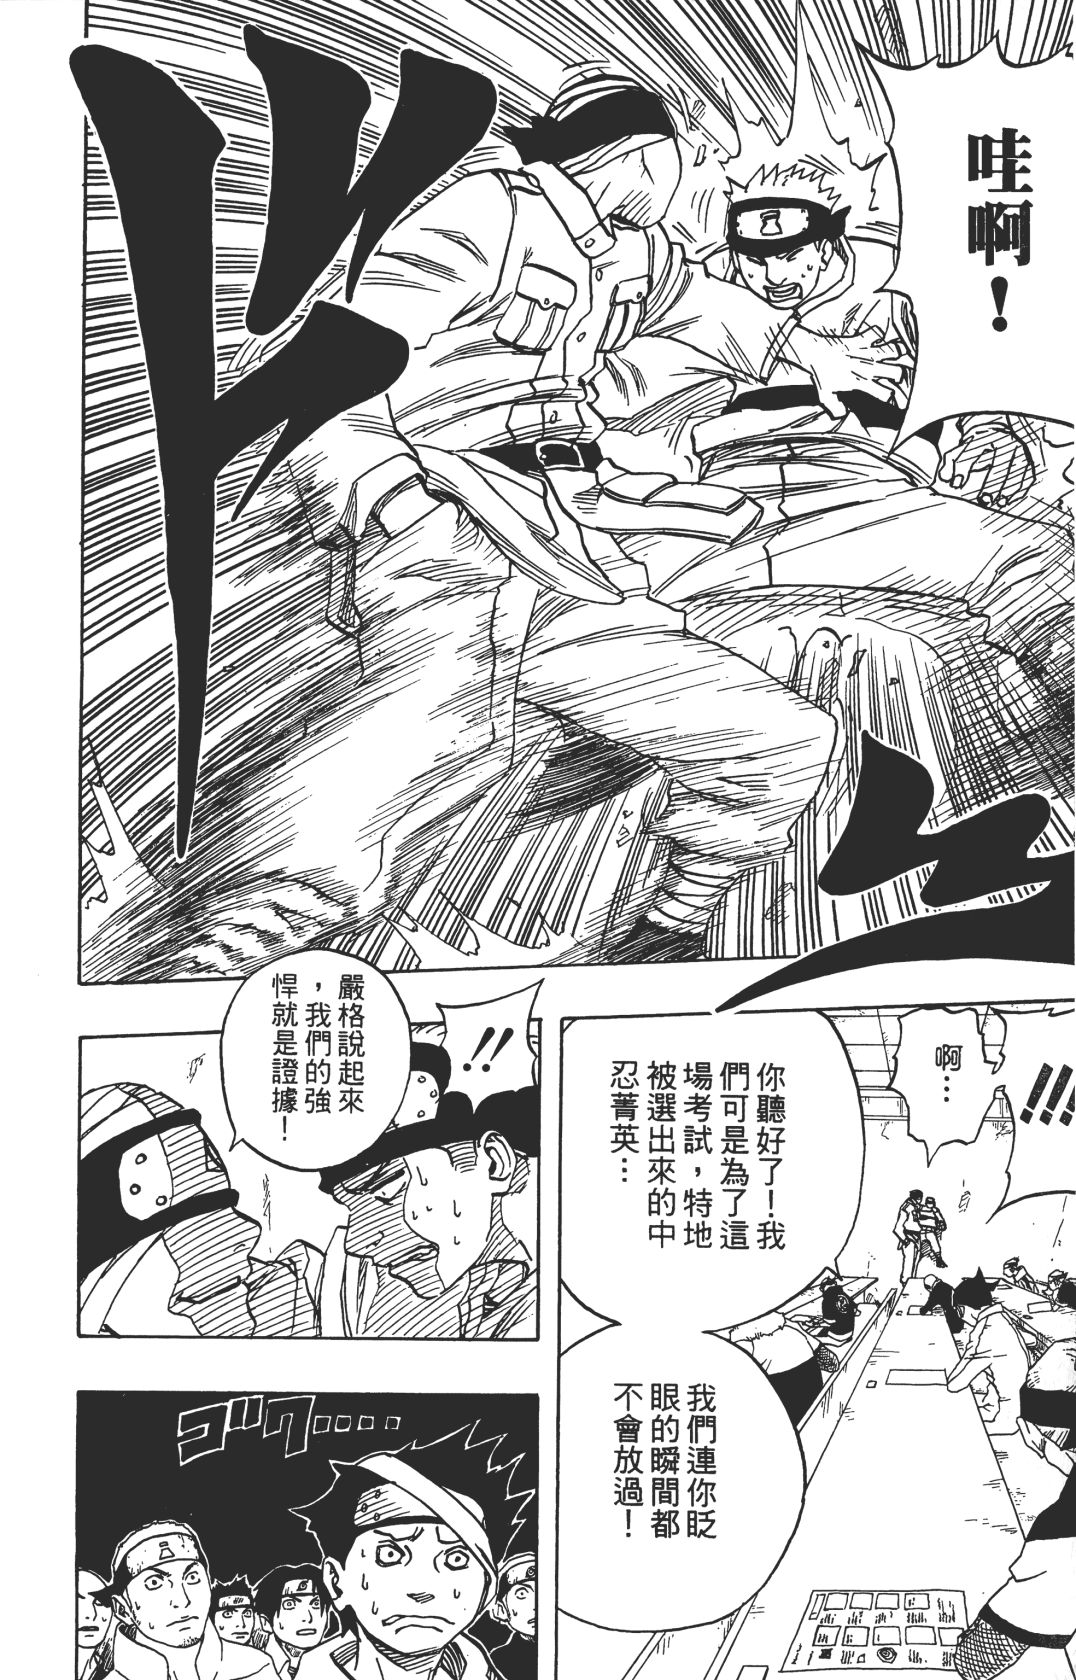 哇啊！
ドドッ
ドッ
啊…
!!!
你聽好了！我
們可是為了這
場考試，特地
被選出來的中
忍菁英…
我們連你眨
眼的瞬間都
不會放過！
!!
嚴格說起來
，我們的強
悍就是證據！
ゴク‥‥